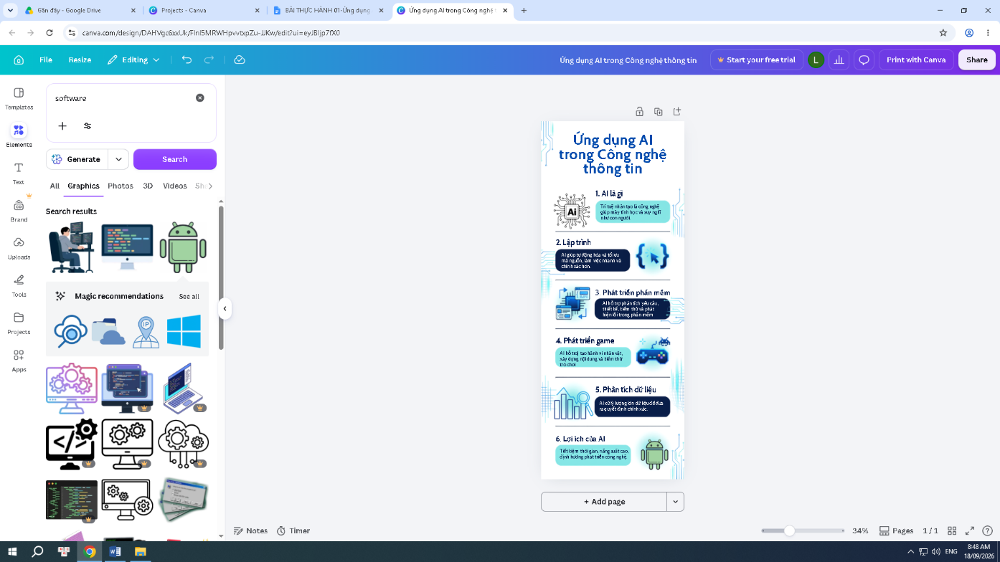 Gần đây - Google Drive
Projects - Canva
BÀI THỰC HÀNH 01-Ứng dụng
Ứng dụng AI trong Công nghệ t
canva.com/design/DAHVgc6xxUk/FlnI5MRWHpvvtxpZu-JJKw/edit?ui=eyJBIjp7fX0
File
Resize
Editing
Ứng dụng AI trong Công nghệ thông tin
Start your free trial
L
Print with Canva
Share
Templates
Elements
Text
Brand
Uploads
Tools
Projects
Apps
software
Generate
Search
All
Graphics
Photos
3D
Videos
Sh
Search results
Magic recommendations
See all
IP
Ứng dụng AI
trong Công nghệ
thông tin
1. AI là gì
Ai
Trí tuệ nhân tạo là công nghệ
giúp máy tính học và suy nghĩ
như con người.
2. Lập trình
AI giúp tự động hóa và tối ưu
mã nguồn, làm việc nhanh và
chính xác hơn.
3. Phát triển phần mềm
AI hỗ trợ phân tích yêu cầu,
thiết kế, kiểm thử và phát
hiện lỗi trong phần mềm
4. Phát triển game
AI hỗ trợ tạo hành vi nhân vật,
xây dựng nội dung và kiểm thử
trò chơi
5. Phân tích dữ liệu
AI xử lý lượng lớn dữ liệu để đưa
ra quyết định chính xác.
6. Lợi ích của AI
Tiết kiệm thời gian, nâng suất cao,
định hướng phát triển công nghệ.
+ Add page
Notes
Timer
34%
Pages
1 / 1
ENG
8:48 AM
18/09/2026